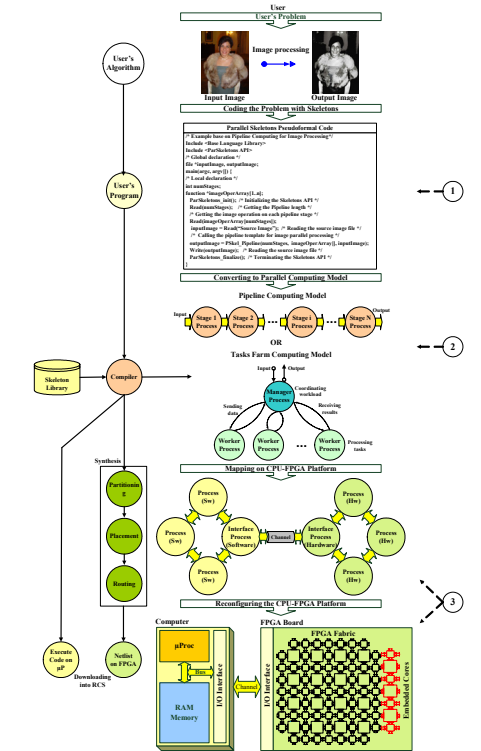 User
User's Problem
Image processing
Input Image
Output Image
Coding the Problem with Skeletons
Parallel Skeletons Pseudoformal Code
/* Example base on Pipeline Computing for Image Processing*/
Include <Base Language Library>
Include <ParSkeletons API>
/* Global declaration */
file *inputImage, outputImage;
main(argc, argv[]) {
/* Local declaration */
int numStages;
function *imageOperArray[1..n];
ParSkeletons_init(); /* Initializing the Skeletons API */
Read(numStages); /* Getting the Pipeline length */
/* Getting the image operation on each pipeline stage */
Read(imageOperArray[numStages]);
inputImage = Read("Source Image"); /* Reading the source image file */
/* Calling the pipeline template for image parallel processing */
outputImage = PSkel_Pipeline(numStages, imageOperArray[], inputImage);
Write(outputImage); /* Reading the source image file */
ParSkeletons_finalize(); /* Terminating the Skeletons API */
}
Converting to Parallel Computing Model
Pipeline Computing Model
Input
Output
Stage 1
Process
Stage 2
Process
...
Stage i
Process
...
Stage N
Process
OR
Tasks Farm Computing Model
Input
Output
Manager
Process
Coordinating
workload
Sending
data
Receiving
results
Worker
Process
Worker
Process
...
Worker
Process
Processing
tasks
Mapping on CPU-FPGA Platform
Process
(Sw)
Process
(Sw)
Process
(Sw)
Interface
Process
(Software)
Channel
Interface
Process
(Hardware)
Process
(Hw)
Process
(Hw)
Process
(Hw)
Reconfiguring the CPU-FPGA Platform
Computer
µProc
Bus
RAM
Memory
I/O Interface
Channel
FPGA Board
I/O Interface
FPGA Fabric
Embedded Cores
User's
Algorithm
User's
Program
Skeleton
Library
Compiler
Synthesis
Partitionin
g
Placement
Routing
Execute
Code on
µP
Netlist
on FPGA
Downloading
into RCS
1
2
3